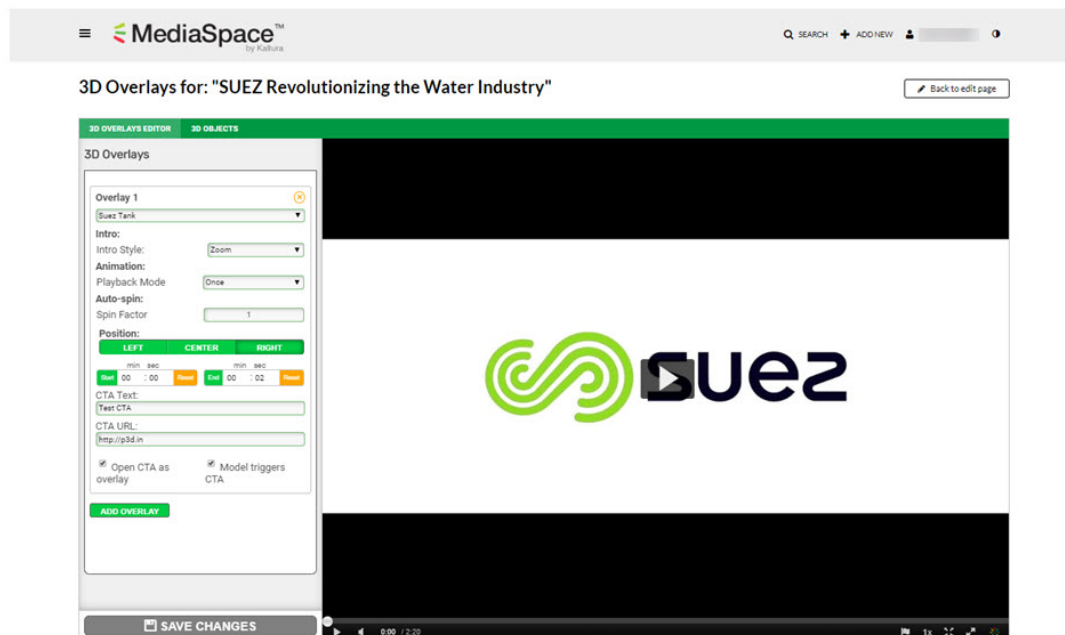 MediaSpace™
by Kaltura
SEARCH ADD NEW
3D Overlays for: "SUEZ Revolutionizing the Water Industry"
Back to edit page
3D OVERLAYS EDITOR 3D OBJECTS
3D Overlays
Overlay 1
Suez Tank
Intro:
Intro Style: Zoom
Animation:
Playback Mode Once
Auto-spin:
Spin Factor 1
Position:
LEFT CENTER RIGHT
min sec min sec
Start 00 : 00 Reset End 00 : 02 Reset
CTA Text:
Test CTA
CTA URL:
http://p3d.in
Open CTA as overlay
Model triggers CTA
ADD OVERLAY
SAVE CHANGES
suez
0:00 / 2:20
1x